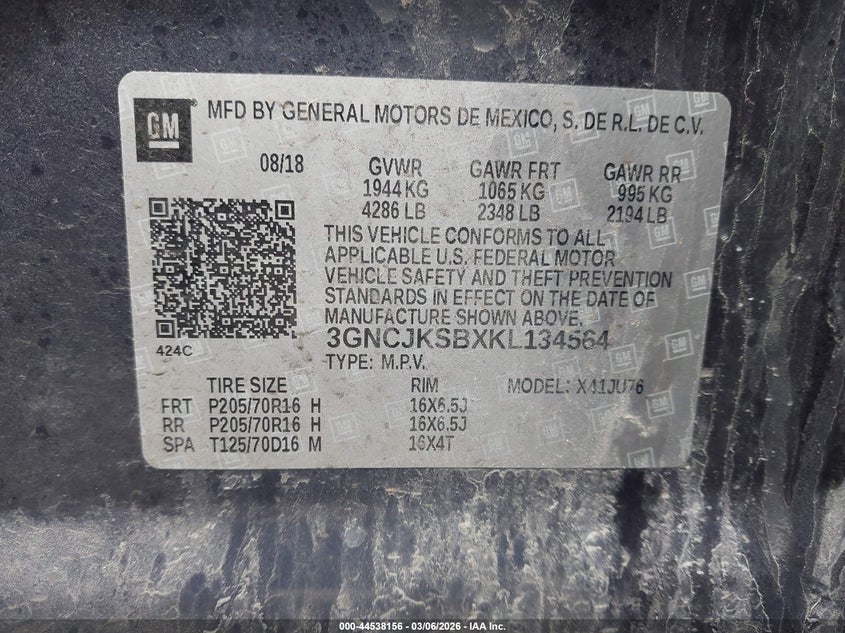 GM
MFD BY GENERAL MOTORS DE MEXICO, S. DE R.L. DE C.V.
08/18 GVWR GAWR FRT GAWR RR
1944 KG 1065 KG 995 KG
4286 LB 2348 LB 2194 LB
THIS VEHICLE CONFORMS TO ALL
APPLICABLE U.S. FEDERAL MOTOR
VEHICLE SAFETY AND THEFT PREVENTION
STANDARDS IN EFFECT ON THE DATE OF
MANUFACTURE SHOWN ABOVE.
3GNCJKSBXKL134564
424C
TYPE: M.P.V.
TIRE SIZE RIM MODEL: X41JU76
FRT P205/70R16 H 16X6.5J
RR P205/70R16 H 16X6.5J
SPA T125/70D16 M 16X4T
000-44538156 - 03/06/2026 - IAA Inc.